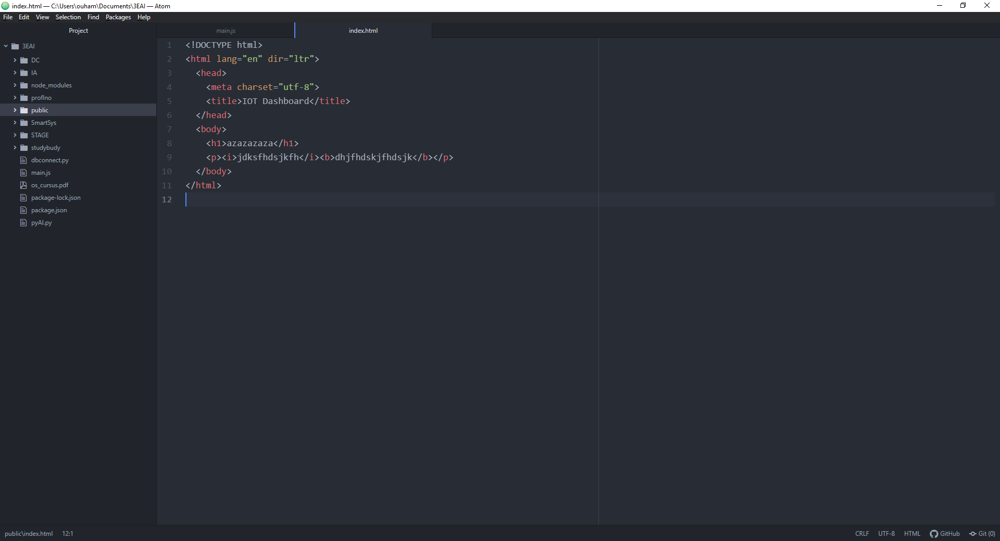 index.html — C:\Users\ouham\Documents\3EAI — Atom
File Edit View Selection Find Packages Help
Project
main.js
index.html
3EAI
DC
IA
node_modules
profIno
public
SmartSys
STAGE
studybudy
dbconnect.py
main.js
os_cursus.pdf
package-lock.json
package.json
pyAI.py
1 <!DOCTYPE html>
2 <html lang="en" dir="ltr">
3 <head>
4 <meta charset="utf-8">
5 <title>IOT Dashboard</title>
6 </head>
7 <body>
8 <h1>azazazaza</h1>
9 <p><i>jdksfhdsjkfh</i><b>dhjfhdskjfhdsjk</b></p>
10 </body>
11 </html>
12
public\index.html 12:1
CRLF UTF-8 HTML GitHub Git (0)